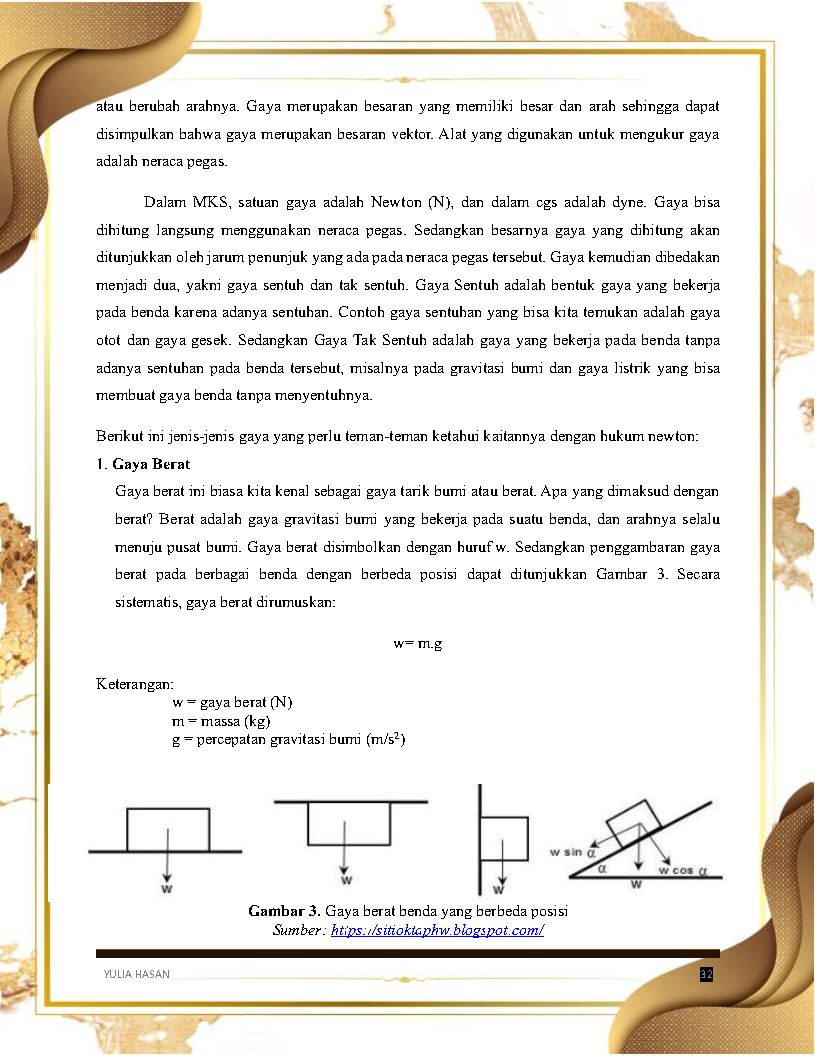 atau berubah arahnya. Gaya merupakan besaran yang memiliki besar dan arah sehingga dapat
disimpulkan bahwa gaya merupakan besaran vektor. Alat yang digunakan untuk mengukur gaya
adalah neraca pegas.
Dalam MKS, satuan gaya adalah Newton (N), dan dalam cgs adalah dyne. Gaya bisa
dihitung langsung menggunakan neraca pegas. Sedangkan besarnya gaya yang dihitung akan
ditunjukkan oleh jarum penunjuk yang ada pada neraca pegas tersebut. Gaya kemudian dibedakan
menjadi dua, yakni gaya sentuh dan tak sentuh. Gaya Sentuh adalah bentuk gaya yang bekerja
pada benda karena adanya sentuhan. Contoh gaya sentuhan yang bisa kita temukan adalah gaya
otot dan gaya gesek. Sedangkan Gaya Tak Sentuh adalah gaya yang bekerja pada benda tanpa
adanya sentuhan pada benda tersebut, misalnya pada gravitasi bumi dan gaya listrik yang bisa
membuat gaya benda tanpa menyentuhnya.
Berikut ini jenis-jenis gaya yang perlu teman-teman ketahui kaitannya dengan hukum newton:
1. Gaya Berat
Gaya berat ini biasa kita kenal sebagai gaya tarik bumi atau berat. Apa yang dimaksud dengan
berat? Berat adalah gaya gravitasi bumi yang bekerja pada suatu benda, dan arahnya selalu
menuju pusat bumi. Gaya berat disimbolkan dengan huruf w. Sedangkan penggambaran gaya
berat pada berbagai benda dengan berbeda posisi dapat ditunjukkan Gambar 3. Secara
sistematis, gaya berat dirumuskan:
w= m.g
Keterangan:
w = gaya berat (N)
m = massa (kg)
g = percepatan gravitasi bumi (m/s²)
w
w
w
w sin α
α
w
w cos α
Gambar 3. Gaya berat benda yang berbeda posisi
Sumber: https://sitioktaphw.blogspot.com/
YULIA HASAN
32